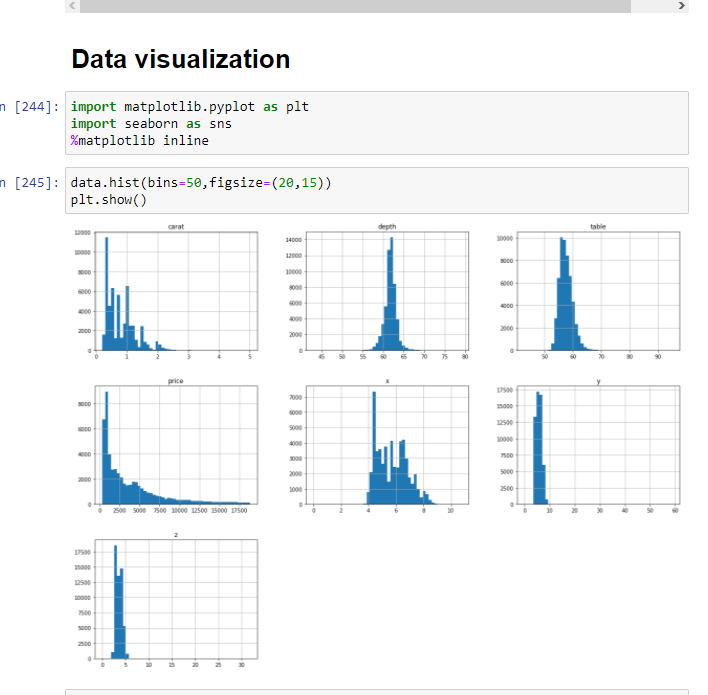 Data visualization
n [244]:
import matplotlib.pyplot as plt
import seaborn as sns
%matplotlib inline
n [245]:
data.hist(bins=50,figsize=(20,15))
plt.show()
carat
12000
10000
8000
6000
4000
2000
0
0 1 2 3 4 5
depth
14000
12000
10000
8000
6000
4000
2000
0
45 50 55 60 65 70 75 80
table
10000
8000
6000
4000
2000
0
50 60 70 80 90
price
8000
6000
4000
2000
0
0 2500 5000 7500 10000 12500 15000 17500
x
7000
6000
5000
4000
3000
2000
1000
0
0 2 4 6 8 10
y
17500
15000
12500
10000
7500
5000
2500
0
0 10 20 30 40 50 60
z
17500
15000
12500
10000
7500
5000
2500
0
0 5 10 15 20 25 30